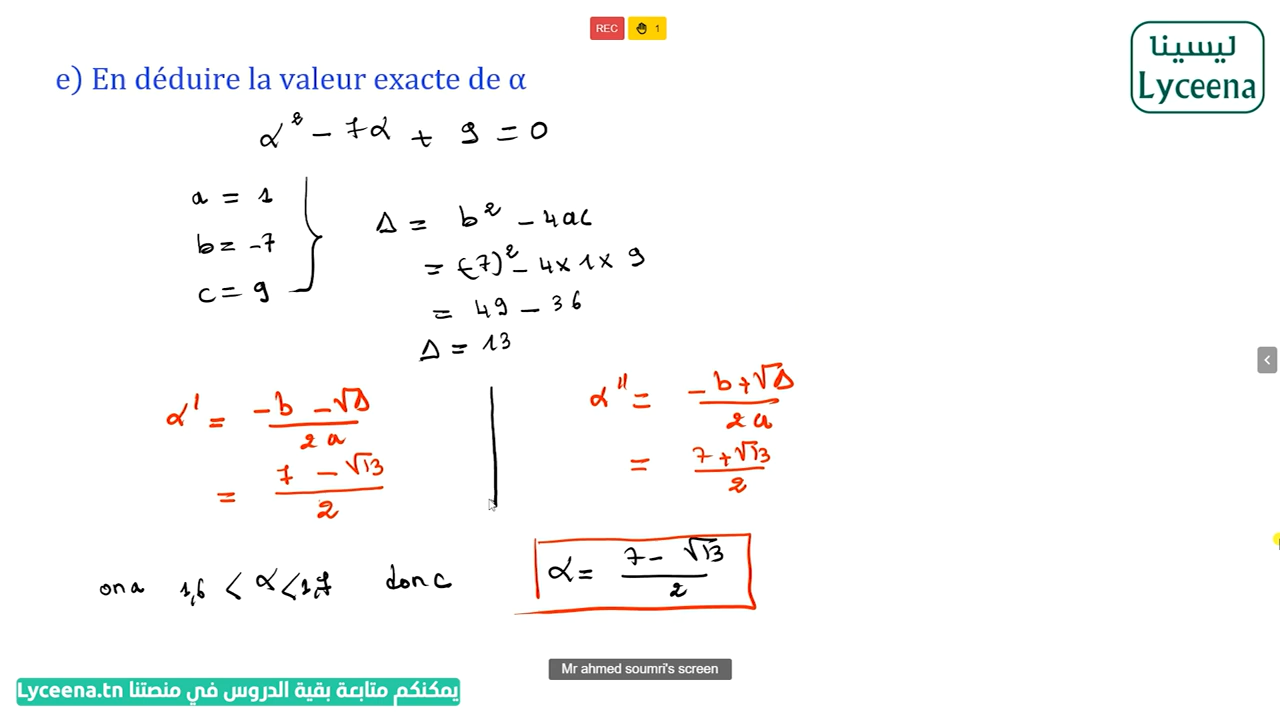 REC 1
ليسينا
Lyceena
e) En déduire la valeur exacte de α
α² - 7α + 9 = 0
a = 1
b = -7
c = 9
Δ = b² - 4ac
= (-7)² - 4 × 1 × 9
= 49 - 36
Δ = 13
α' = (-b - √Δ) / 2a
= (7 - √13) / 2
α'' = (-b + √Δ) / 2a
= (7 + √13) / 2
on a 1,6 < α < 1,7 donc α = (7 - √13) / 2
Mr ahmed soumri's screen
يمكنكم متابعة بقية الدروس في منصتنا Lyceena.tn